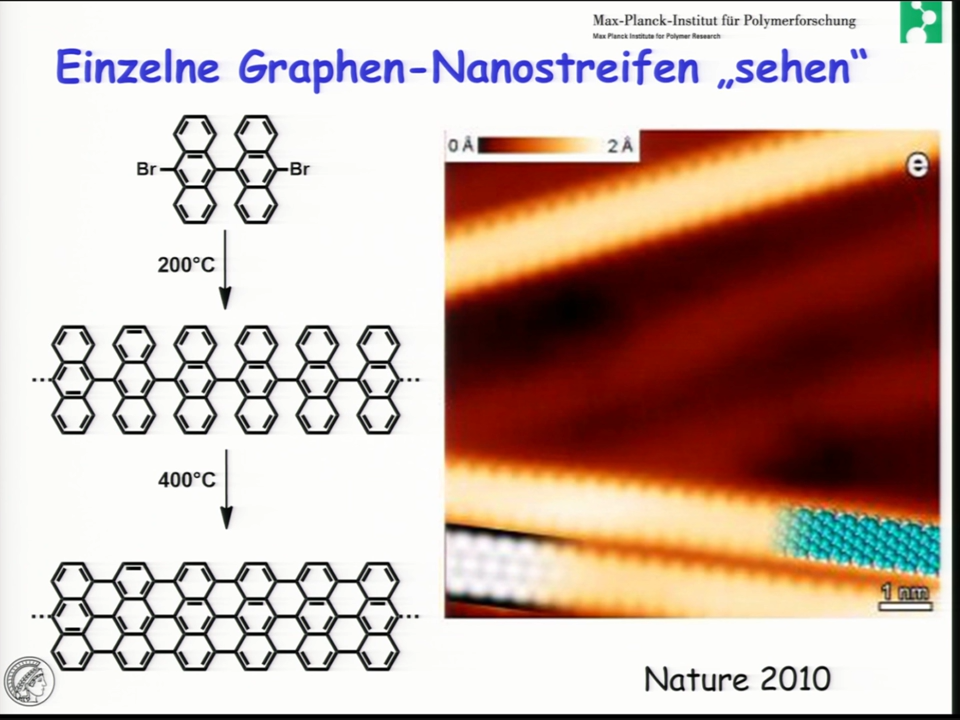 Max-Planck-Institut für Polymerforschung
Max Planck Institute for Polymer Research
Einzelne Graphen-Nanostreifen „sehen“
Br
Br
200°C
400°C
0 Å
2 Å
e
1 nm
Nature 2010